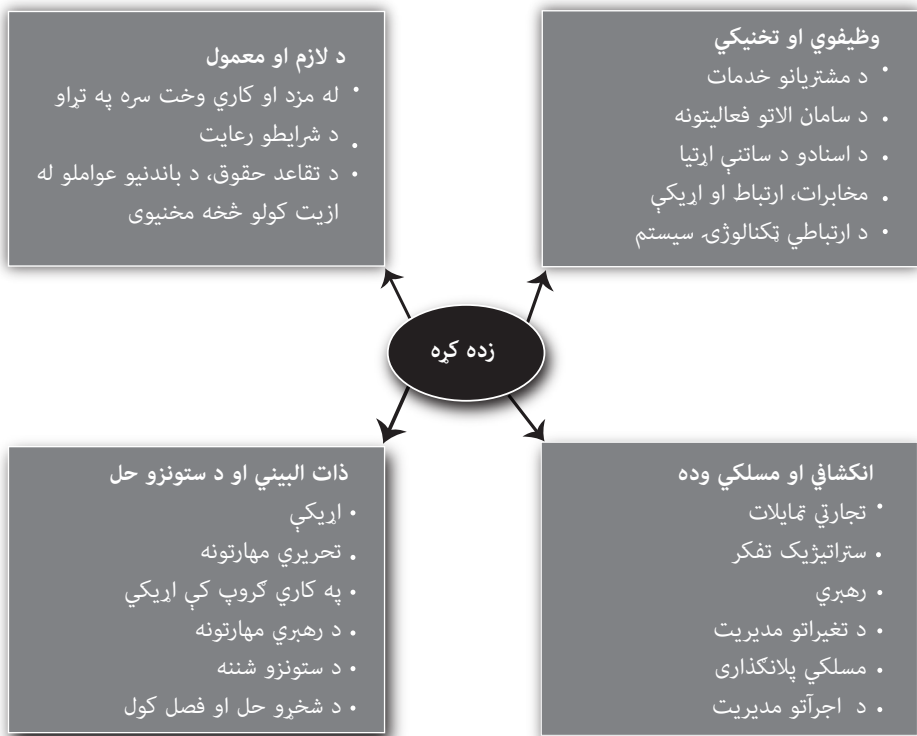 وظیفوي او تخنیکي
• د مشتریانو خدمات
• د سامان الاتو فعالیتونه
• د اسنادو د ساتنې اړتیا
• مخابرات، ارتباط او اړیکې
• د ارتباطي ټکنالوژۍ سیستم
د لازم او معمول
• له مزد او کاري وخت سره په تړاو
د شرایطو رعایت
• د تقاعد حقوق، د باندنیو عواملو له
ازیت کولو څخه مخنیوی
زده کړه
انکشافي او مسلکي وده
• تجارتي تمایلات
• ستراتیژیک تفکر
• رهبري
• د تغیراتو مدیریت
• مسلکي پلانګذاری
• د اجرآتو مدیریت
ذات البیني او د ستونزو حل
• اړیکې
• تحریري مهارتونه
• په کاري ګروپ کې اړیکي
• د رهبري مهارتونه
• د ستونزو شننه
• د شخړو حل او فصل کول